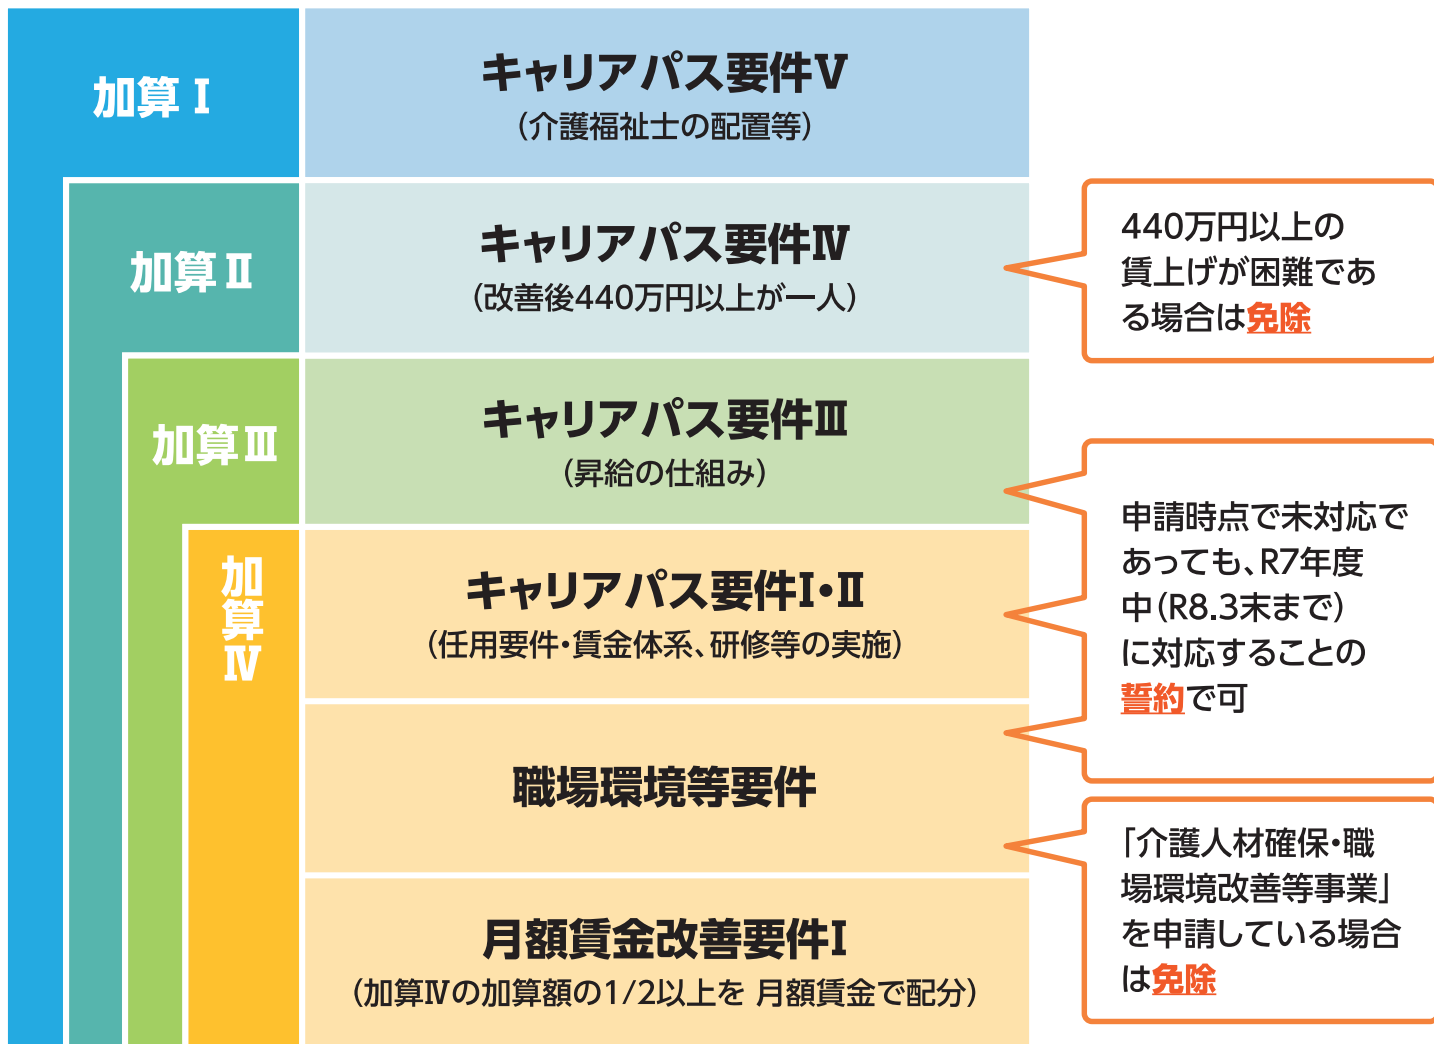 加算Ⅰ
キャリアパス要件Ⅴ
（介護福祉士の配置等）
加算Ⅱ
キャリアパス要件Ⅳ
（改善後440万円以上が一人）
440万円以上の
賃上げが困難であ
る場合は免除
加算Ⅲ
キャリアパス要件Ⅲ
（昇給の仕組み）
加算Ⅳ
キャリアパス要件Ⅰ・Ⅱ
（任用要件・賃金体系、研修等の実施）
申請時点で未対応で
あっても、R7年度
中（R8.3末まで）
に対応することの
誓約で可
職場環境等要件
「介護人材確保・職
場環境改善等事業」
を申請している場合
は免除
月額賃金改善要件Ⅰ
（加算Ⅳの加算額の1/2以上を 月額賃金で配分）